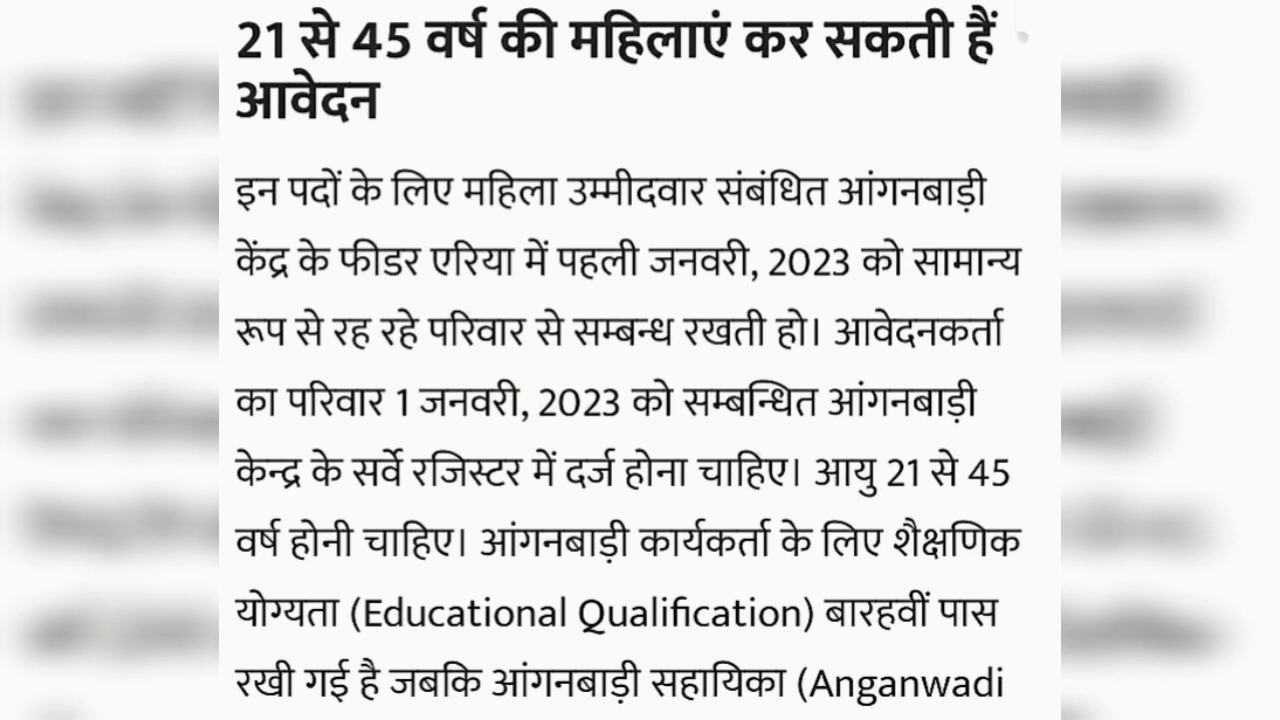 21 से 45 वर्ष की महिलाएं कर सकती हैं
आवेदन
इन पदों के लिए महिला उम्मीदवार संबंधित आंगनबाड़ी
केंद्र के फीडर एरिया में पहली जनवरी, 2023 को सामान्य
रूप से रह रहे परिवार से सम्बन्ध रखती हो। आवेदनकर्ता
का परिवार 1 जनवरी, 2023 को सम्बन्धित आंगनबाड़ी
केन्द्र के सर्वे रजिस्टर में दर्ज होना चाहिए। आयु 21 से 45
वर्ष होनी चाहिए। आंगनबाड़ी कार्यकर्ता के लिए शैक्षणिक
योग्यता (Educational Qualification) बारहवीं पास
रखी गई है जबकि आंगनबाड़ी सहायिका (Anganwadi